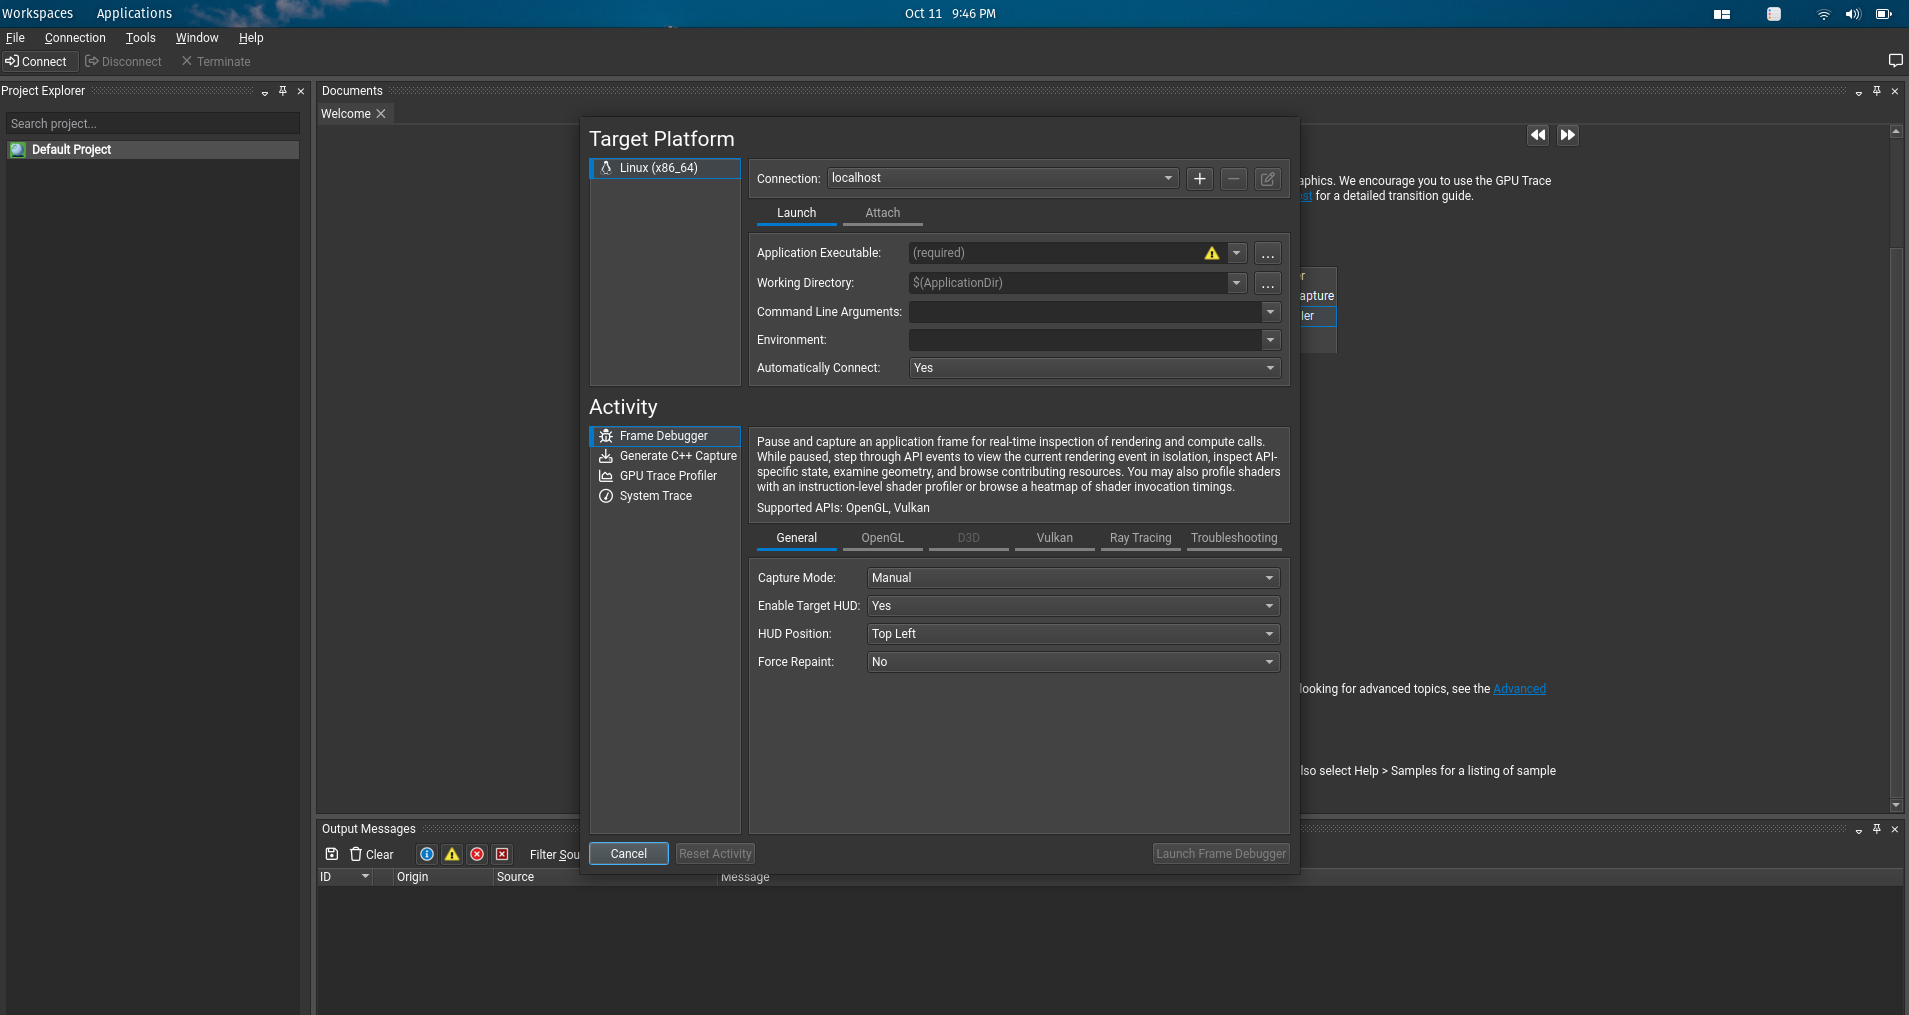 Workspaces Applications Oct 11 9:46 PM
File Connection Tools Window Help
Connect Disconnect Terminate
Project Explorer
Search project...
Default Project
Documents
Welcome
aphics. We encourage you to use the GPU Trace
for a detailed transition guide.
apture
looking for advanced topics, see the Advanced
lso select Help > Samples for a listing of sample
Target Platform
Linux (x86_64)
Connection: localhost
Launch Attach
Application Executable: (required) ...
Working Directory: $(ApplicationDir) ...
Command Line Arguments:
Environment:
Automatically Connect: Yes
Activity
Frame Debugger
Generate C++ Capture
GPU Trace Profiler
System Trace
Pause and capture an application frame for real-time inspection of rendering and compute calls.
While paused, step through API events to view the current rendering event in isolation, inspect API-
specific state, examine geometry, and browse contributing resources. You may also profile shaders
with an instruction-level shader profiler or browse a heatmap of shader invocation timings.
Supported APIs: OpenGL, Vulkan
General OpenGL D3D Vulkan Ray Tracing Troubleshooting
Capture Mode: Manual
Enable Target HUD: Yes
HUD Position: Top Left
Force Repaint: No
Cancel Reset Activity Launch Frame Debugger
Output Messages
Clear Filter Sou
ID Origin Source Message